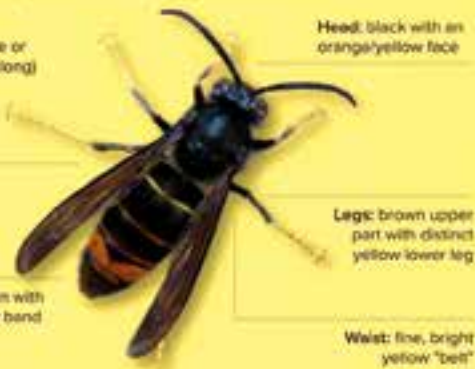 e or
long)
Head: black with an
orange/yellow face
Legs: brown upper
part with distinct
yellow lower leg
n with
band
Waist: fine, bright
yellow "belt"